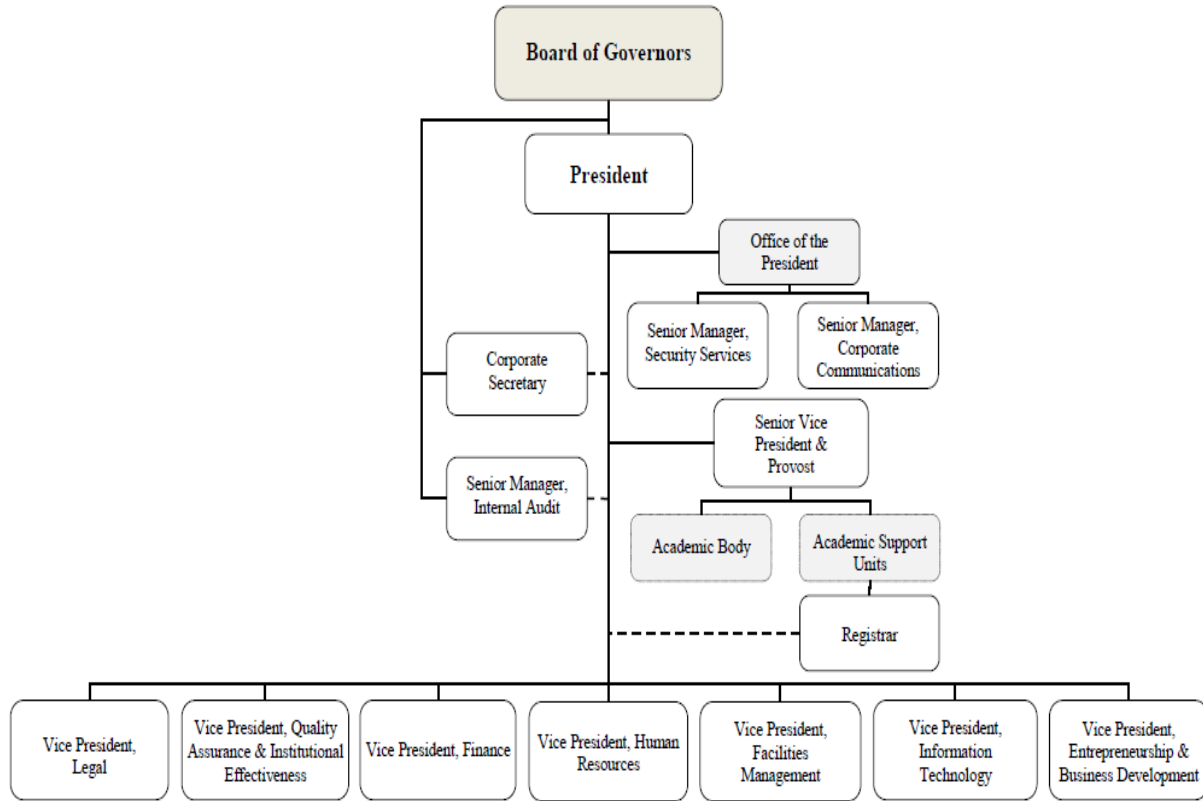 Board of Governors
President
Office of the
President
Senior Manager,
Security Services
Senior Manager,
Corporate
Communications
Corporate
Secretary
Senior Vice
President &
Provost
Senior Manager,
Internal Audit
Academic Body
Academic Support
Units
Registrar
Vice President,
Legal
Vice President, Quality
Assurance & Institutional
Effectiveness
Vice President, Finance
Vice President, Human
Resources
Vice President,
Facilities
Management
Vice President,
Information
Technology
Vice President,
Entrepreneurship &
Business Development